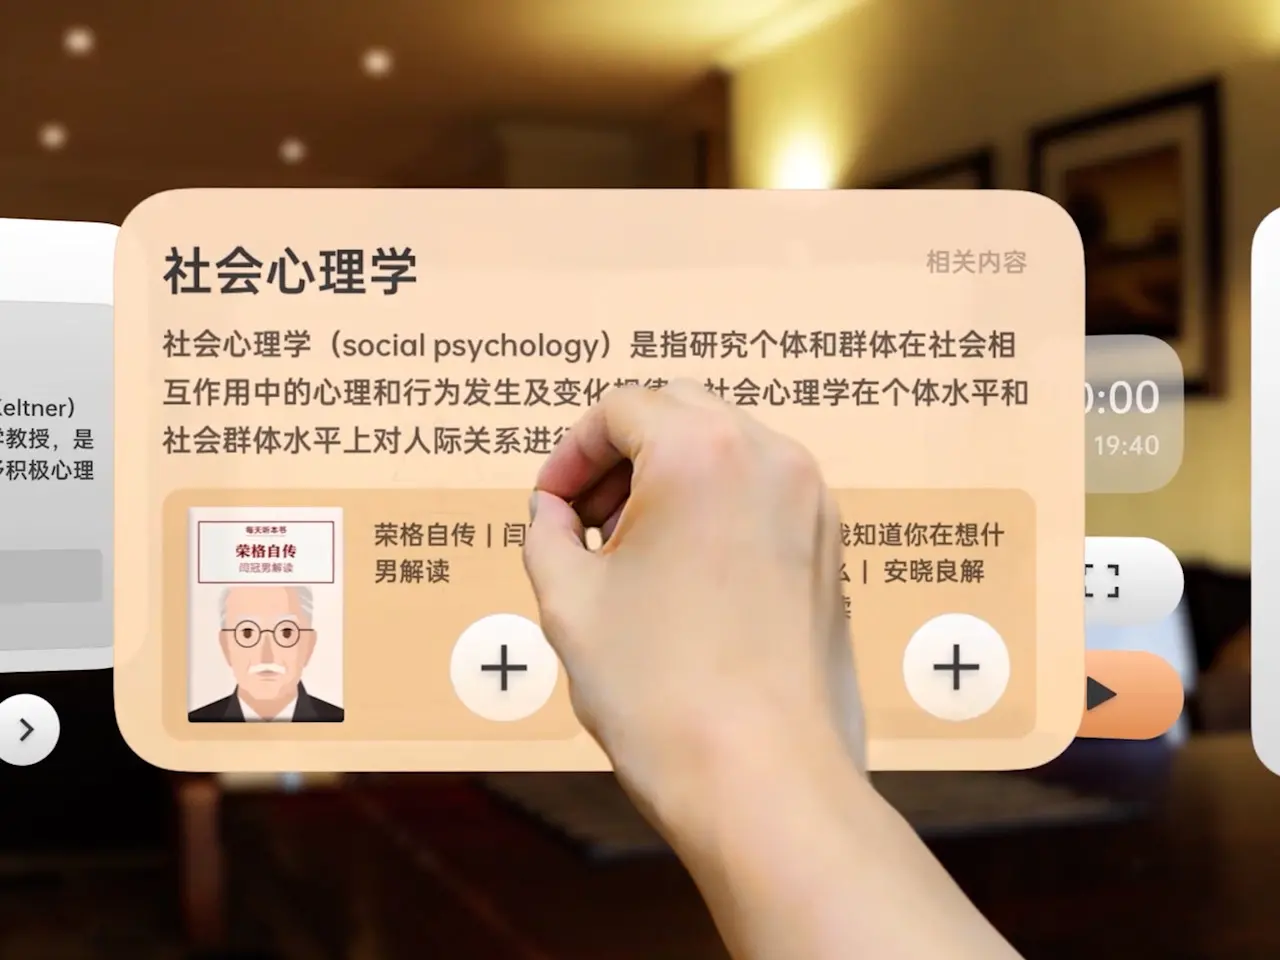 社会心理学
相关内容
社会心理学（social psychology）是指研究个体和群体在社会相
互作用中的心理和行为发生及变化规律 社会心理学在个体水平和
社会群体水平上对人际关系进行
每天听本书
荣格自传
闫冠男解读
荣格自传 | 闫
男解读
我知道你在想什
么 | 安晓良解
读
Keltner）
学教授，是
多积极心理
0:00
19:40